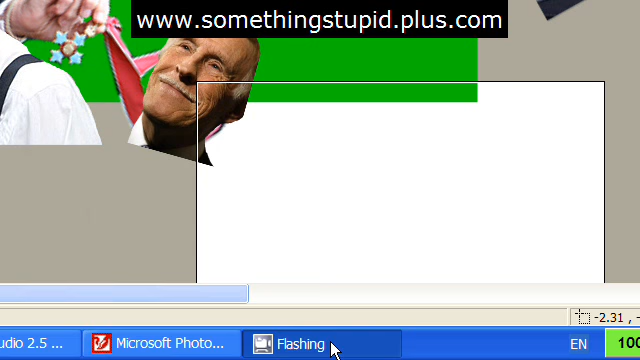 www.somethingstupid.plus.com
-2.31 , -
udio 2.5 ...
Microsoft Photo...
Flashing
EN
100